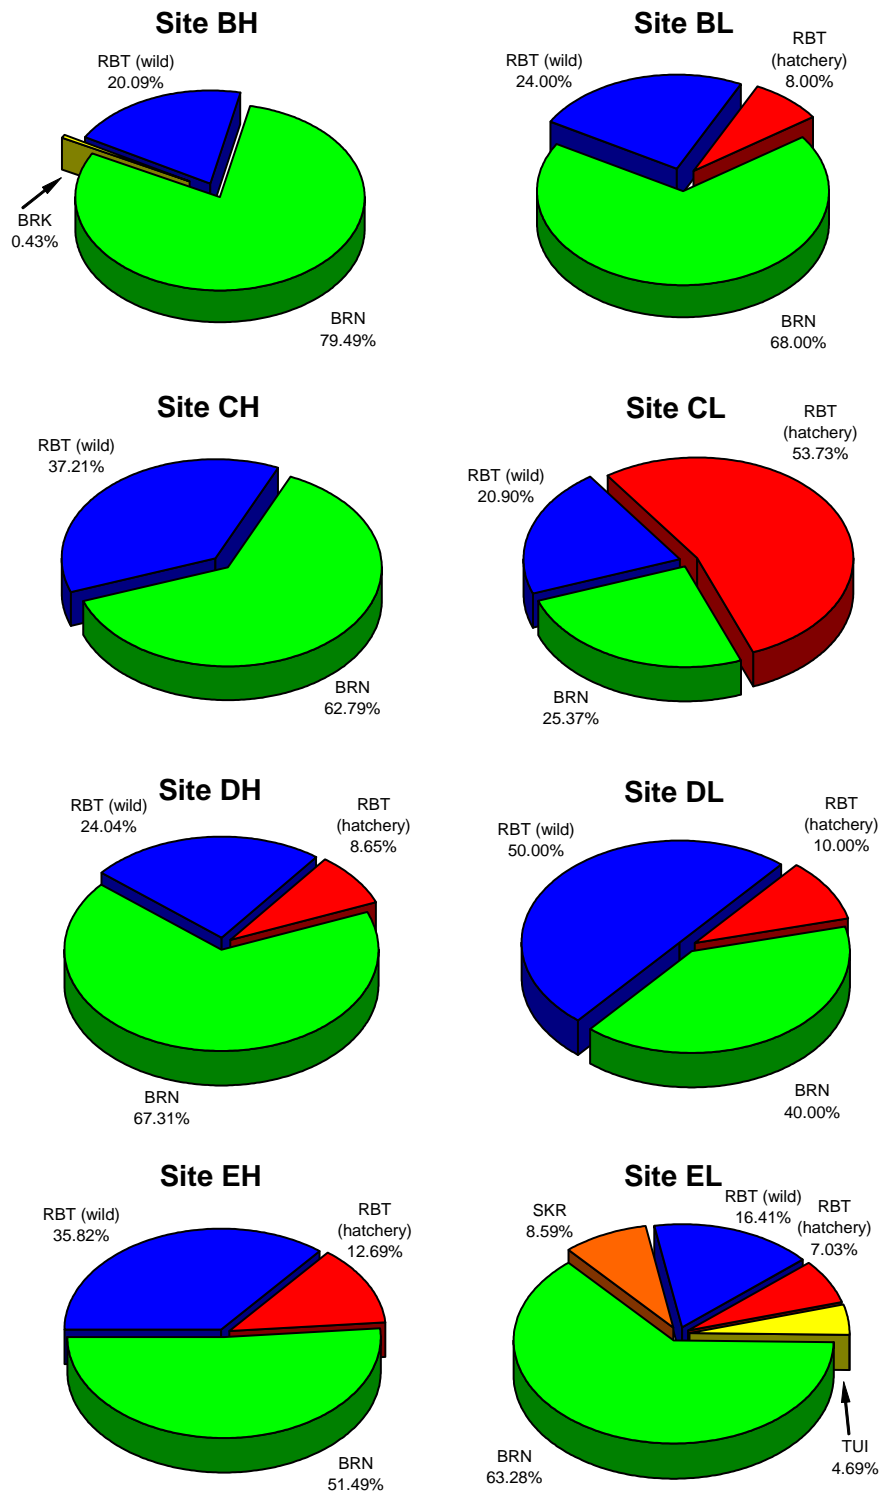 Site BH
RBT (wild)
20.09%
BRK
0.43%
BRN
79.49%
Site BL
RBT (wild)
24.00%
RBT
(hatchery)
8.00%
BRN
68.00%
Site CH
RBT (wild)
37.21%
BRN
62.79%
Site CL
RBT (wild)
20.90%
RBT
(hatchery)
53.73%
BRN
25.37%
Site DH
RBT (wild)
24.04%
RBT
(hatchery)
8.65%
BRN
67.31%
Site DL
RBT (wild)
50.00%
RBT
(hatchery)
10.00%
BRN
40.00%
Site EH
RBT (wild)
35.82%
RBT
(hatchery)
12.69%
BRN
51.49%
Site EL
SKR
8.59%
RBT (wild)
16.41%
RBT
(hatchery)
7.03%
BRN
63.28%
TUI
4.69%